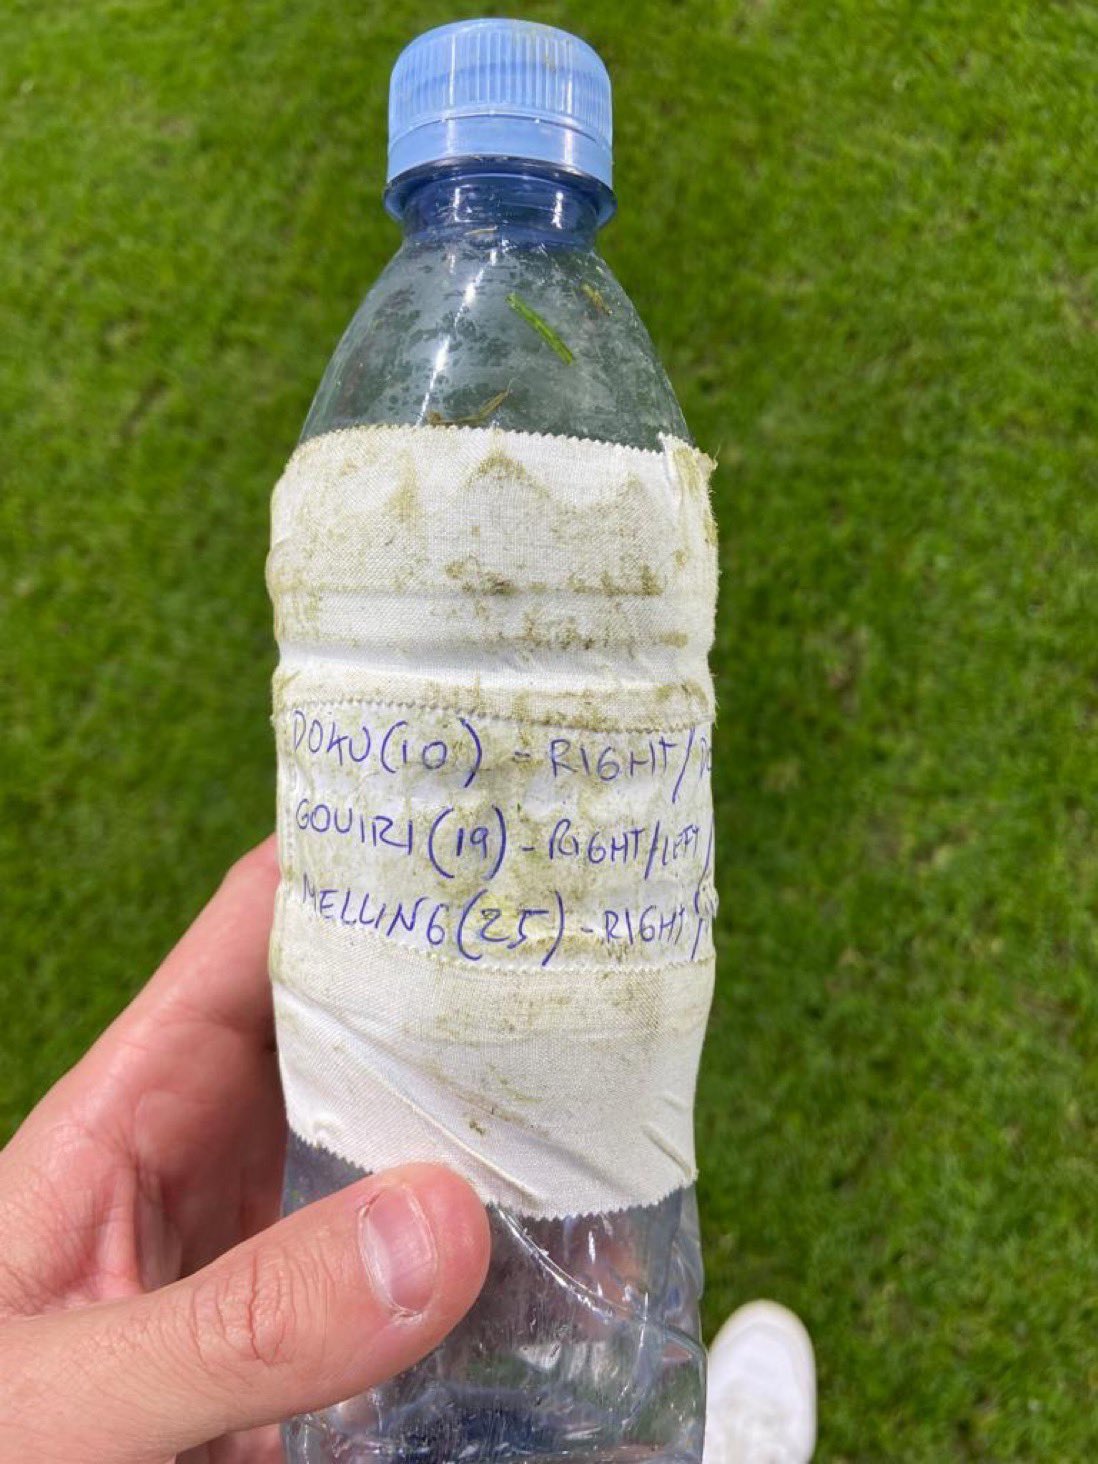 DOKU (10) - RIGHT/
GOUIRI (19) - RIGHT/LEFT/
MELLING (25) - RIGHT/